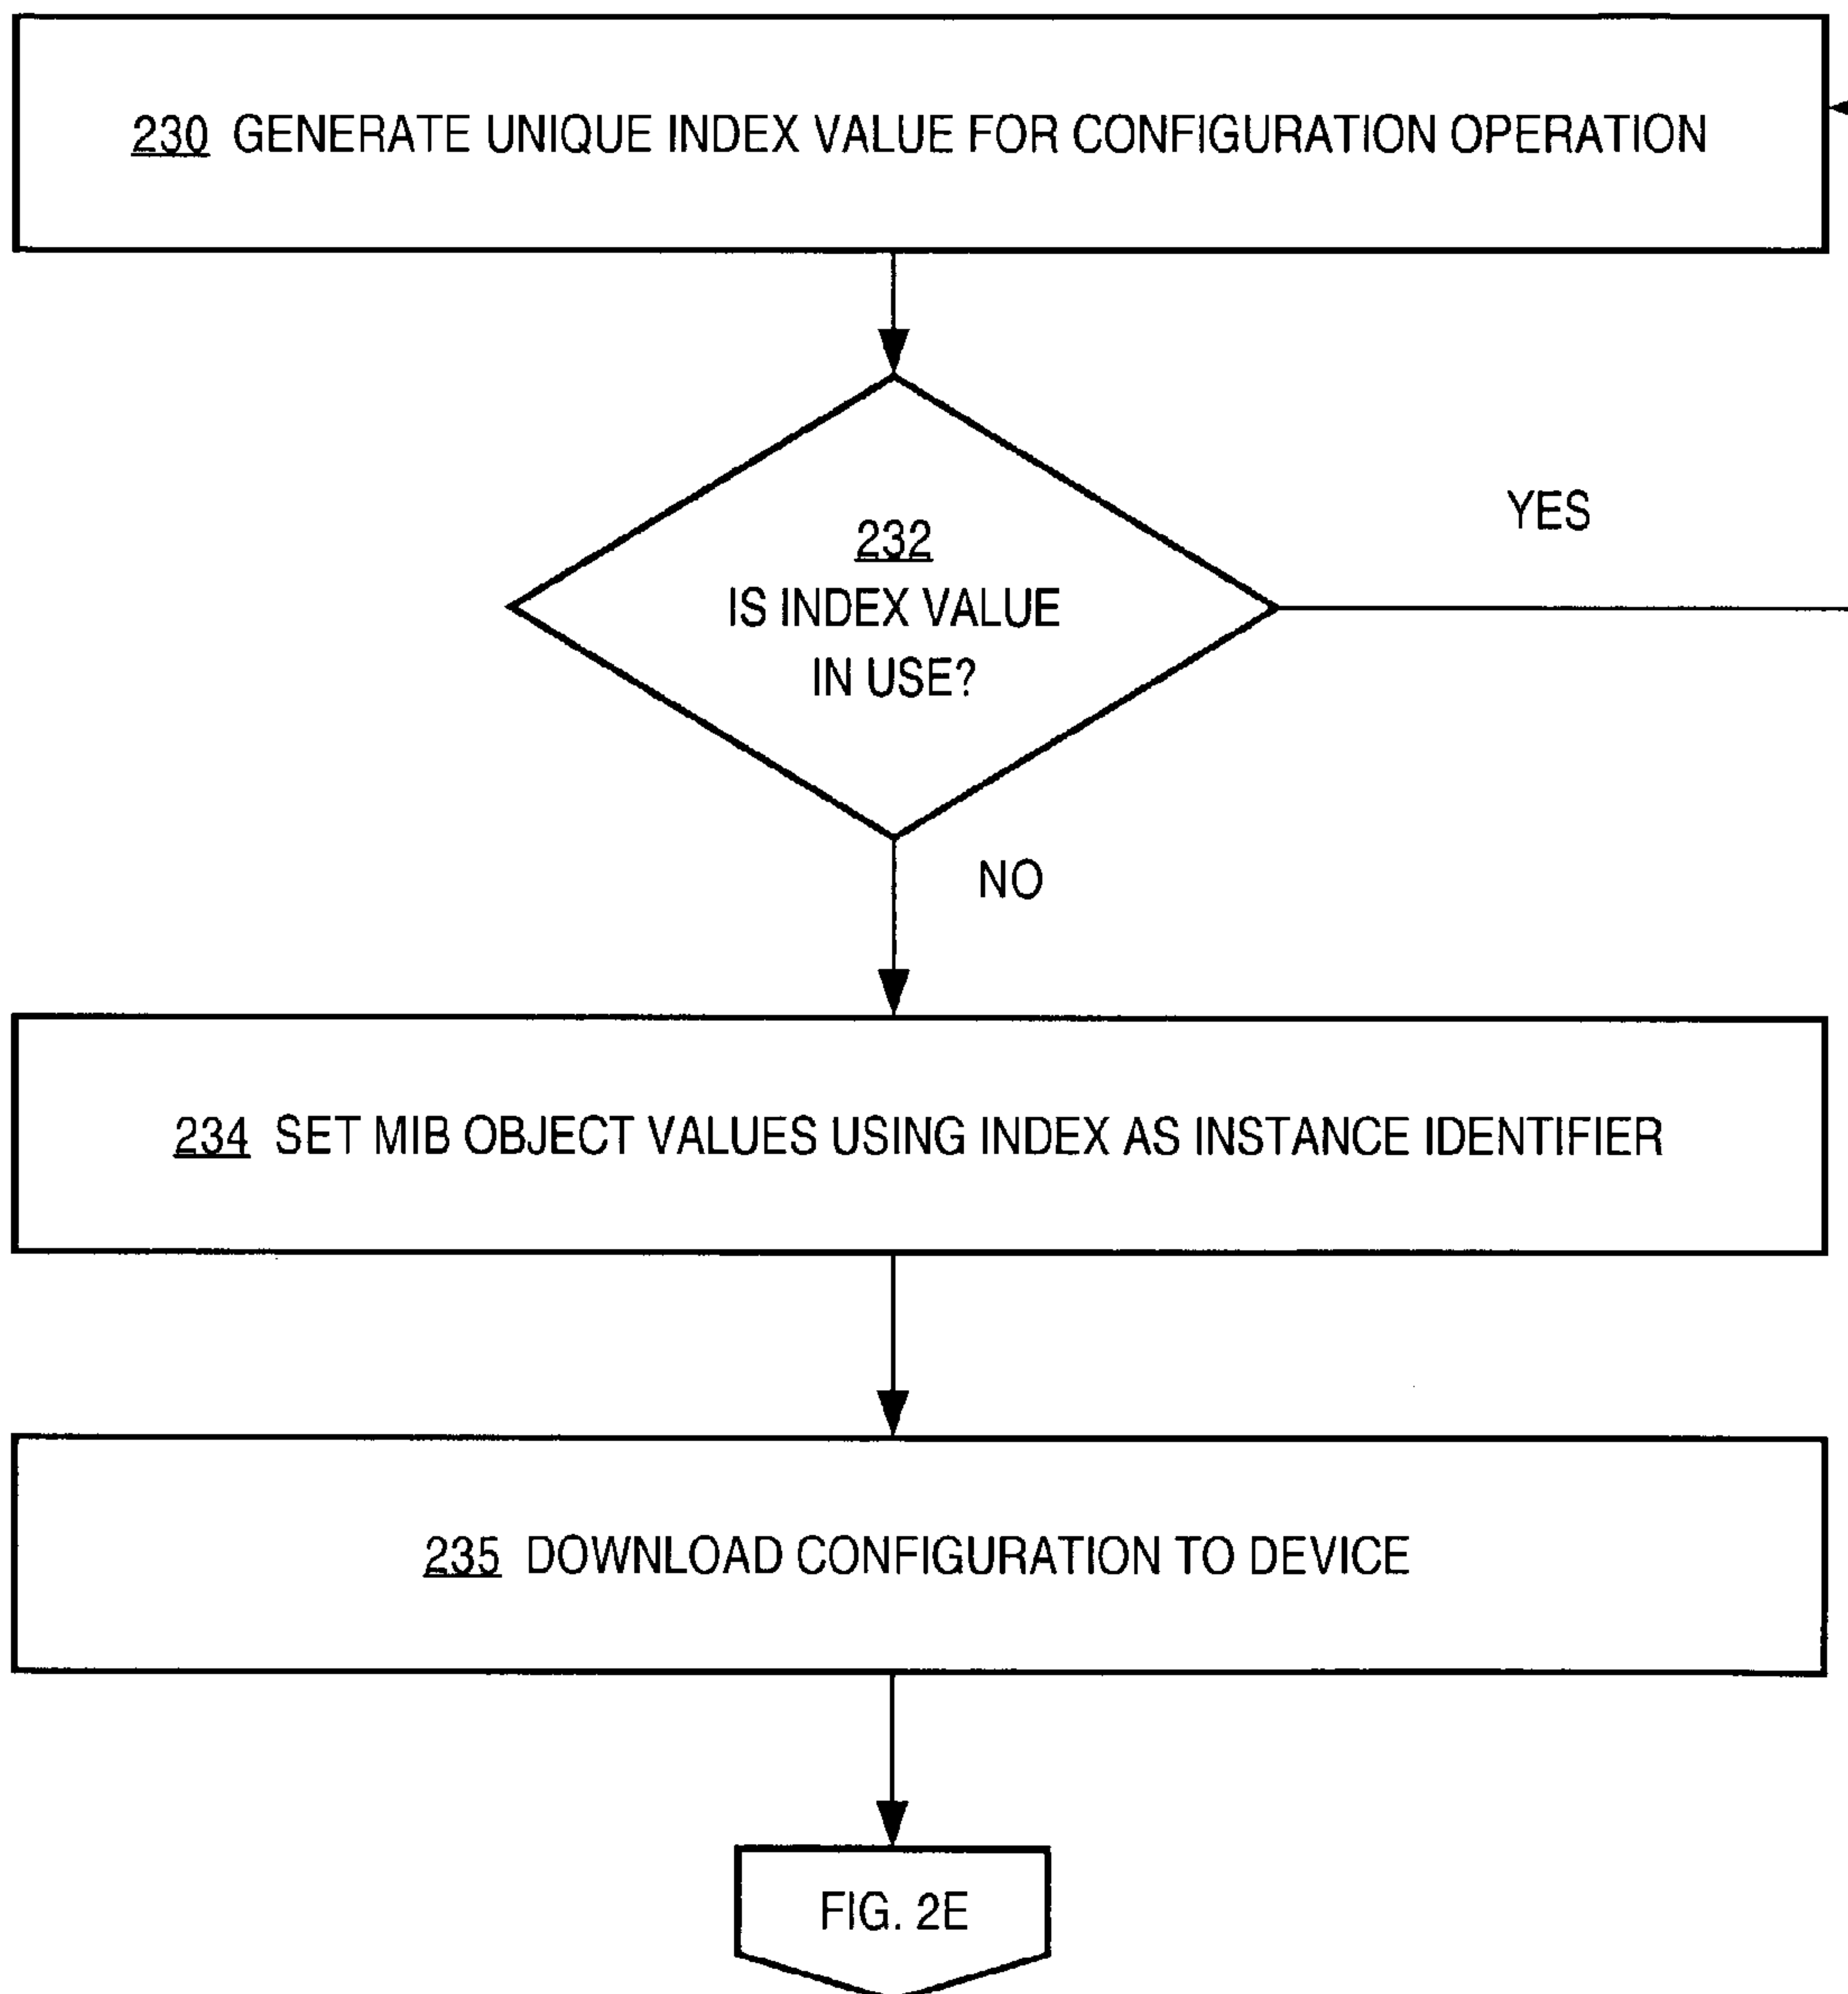 230 GENERATE UNIQUE INDEX VALUE FOR CONFIGURATION OPERATION
232
IS INDEX VALUE
IN USE?
YES
NO
234 SET MIB OBJECT VALUES USING INDEX AS INSTANCE IDENTIFIER
235 DOWNLOAD CONFIGURATION TO DEVICE
FIG. 2E